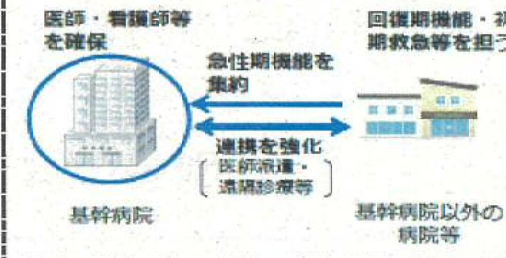 医師・看護師等
を確保
回復期機能・初
期救急等を担う
急性期機能を
集約
連携を強化
医師派遣・
遠隔診療等
基幹病院
基幹病院以外の
病院等